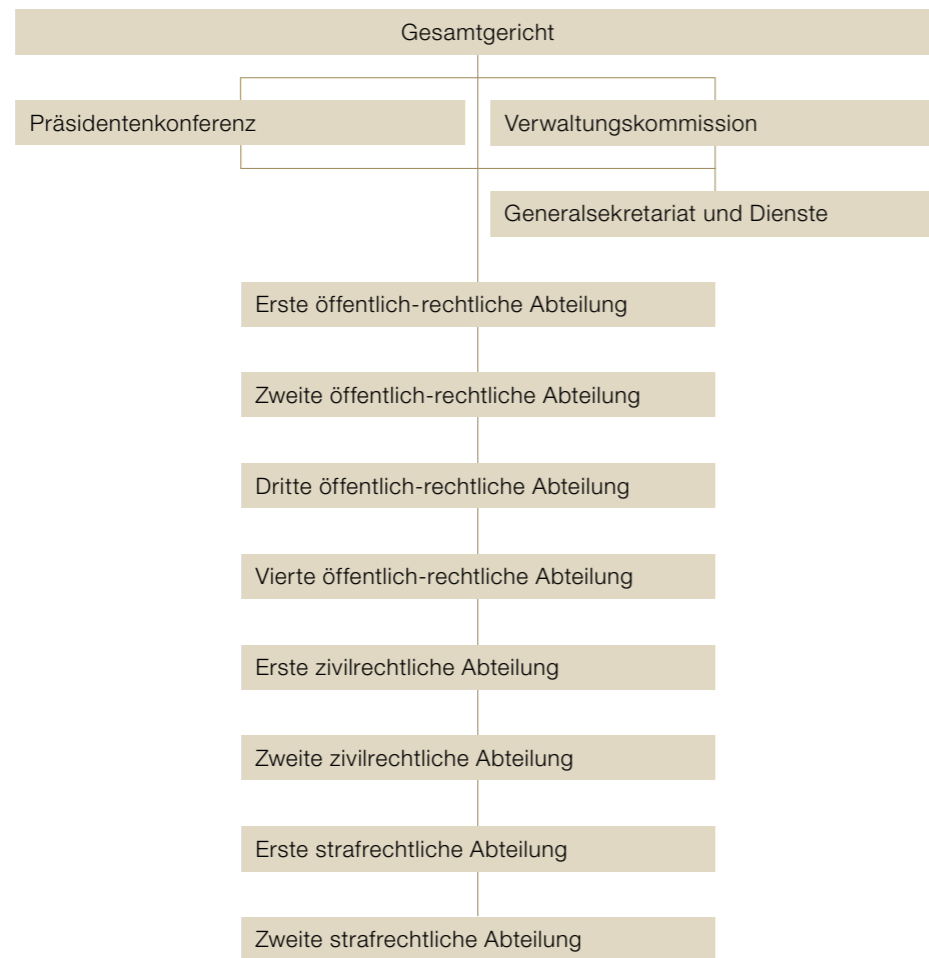 Gesamtgericht
Präsidentenkonferenz
Verwaltungskommission
Generalsekretariat und Dienste
Erste öffentlich-rechtliche Abteilung
Zweite öffentlich-rechtliche Abteilung
Dritte öffentlich-rechtliche Abteilung
Vierte öffentlich-rechtliche Abteilung
Erste zivilrechtliche Abteilung
Zweite zivilrechtliche Abteilung
Erste strafrechtliche Abteilung
Zweite strafrechtliche Abteilung